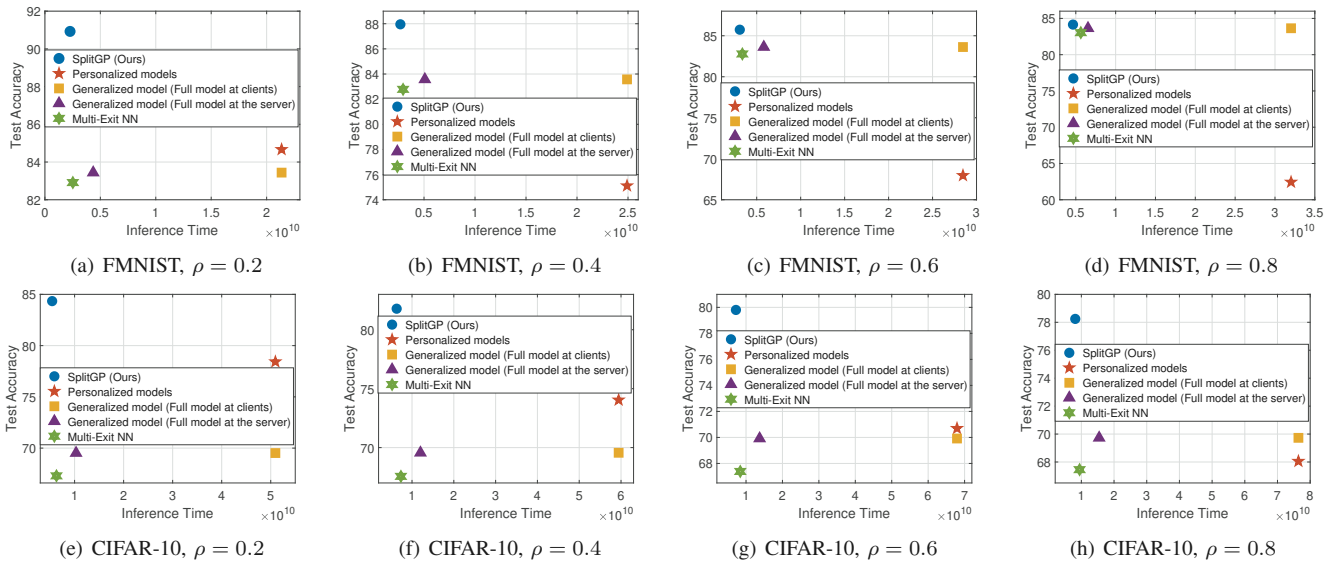 92
90
88
86
84
82
Test Accuracy
SplitGP (Ours)
Personalized models
Generalized model (Full model at clients)
Generalized model (Full model at the server)
Multi-Exit NN
0 0.5 1 1.5 2
Inference Time ×10^10
(a) FMNIST, ρ = 0.2
88
86
84
82
80
78
76
74
Test Accuracy
SplitGP (Ours)
Personalized models
Generalized model (Full model at clients)
Generalized model (Full model at the server)
Multi-Exit NN
0.5 1 1.5 2 2.5
Inference Time ×10^10
(b) FMNIST, ρ = 0.4
85
80
75
70
65
Test Accuracy
SplitGP (Ours)
Personalized models
Generalized model (Full model at clients)
Generalized model (Full model at the server)
Multi-Exit NN
0.5 1 1.5 2 2.5 3
Inference Time ×10^10
(c) FMNIST, ρ = 0.6
85
80
75
70
65
60
Test Accuracy
SplitGP (Ours)
Personalized models
Generalized model (Full model at clients)
Generalized model (Full model at the server)
Multi-Exit NN
0.5 1 1.5 2 2.5 3 3.5
Inference Time ×10^10
(d) FMNIST, ρ = 0.8
85
80
75
70
Test Accuracy
SplitGP (Ours)
Personalized models
Generalized model (Full model at clients)
Generalized model (Full model at the server)
Multi-Exit NN
1 2 3 4 5
Inference Time ×10^10
(e) CIFAR-10, ρ = 0.2
80
75
70
Test Accuracy
SplitGP (Ours)
Personalized models
Generalized model (Full model at clients)
Generalized model (Full model at the server)
Multi-Exit NN
1 2 3 4 5 6
Inference Time ×10^10
(f) CIFAR-10, ρ = 0.4
80
78
76
74
72
70
68
Test Accuracy
SplitGP (Ours)
Personalized models
Generalized model (Full model at clients)
Generalized model (Full model at the server)
Multi-Exit NN
1 2 3 4 5 6 7
Inference Time ×10^10
(g) CIFAR-10, ρ = 0.6
80
78
76
74
72
70
68
Test Accuracy
SplitGP (Ours)
Personalized models
Generalized model (Full model at clients)
Generalized model (Full model at the server)
Multi-Exit NN
1 2 3 4 5 6 7 8
Inference Time ×10^10
(h) CIFAR-10, ρ = 0.8